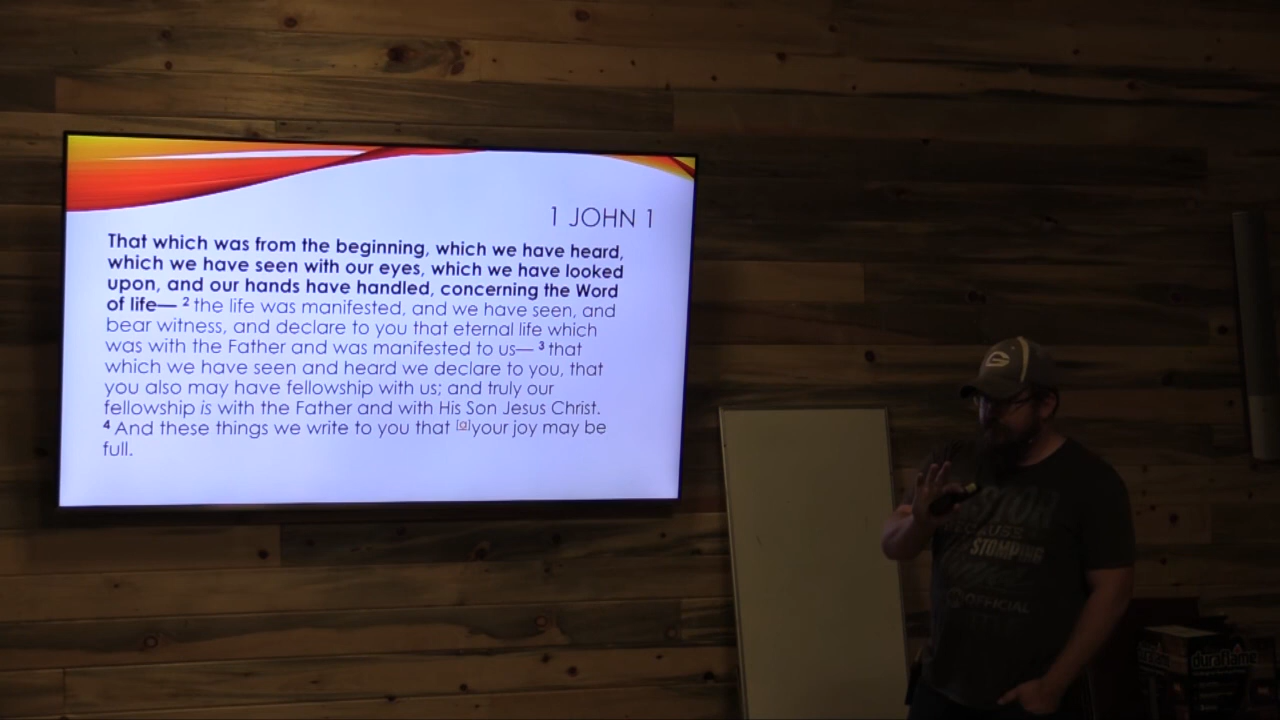 1 JOHN 1
That which was from the beginning, which we have heard,
which we have seen with our eyes, which we have looked
upon, and our hands have handled, concerning the Word
of life— 2 the life was manifested, and we have seen, and
bear witness, and declare to you that eternal life which
was with the Father and was manifested to us— 3 that
which we have seen and heard we declare to you, that
you also may have fellowship with us; and truly our
fellowship is with the Father and with His Son Jesus Christ.
4 And these things we write to you that [a]your joy may be
full.
G
BECAUSE
STOMPING
OFFICIAL
duraflame